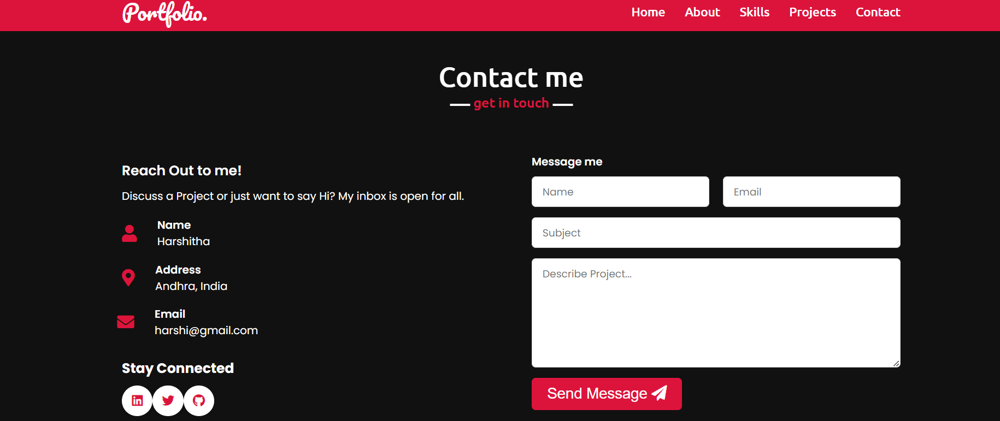 Portfolio.
Home About Skills Projects Contact
Contact me
get in touch
Reach Out to me!
Discuss a Project or just want to say Hi? My inbox is open for all.
Name
Harshitha
Address
Andhra, India
Email
harshi@gmail.com
Stay Connected
Message me
Name
Email
Subject
Describe Project...
Send Message